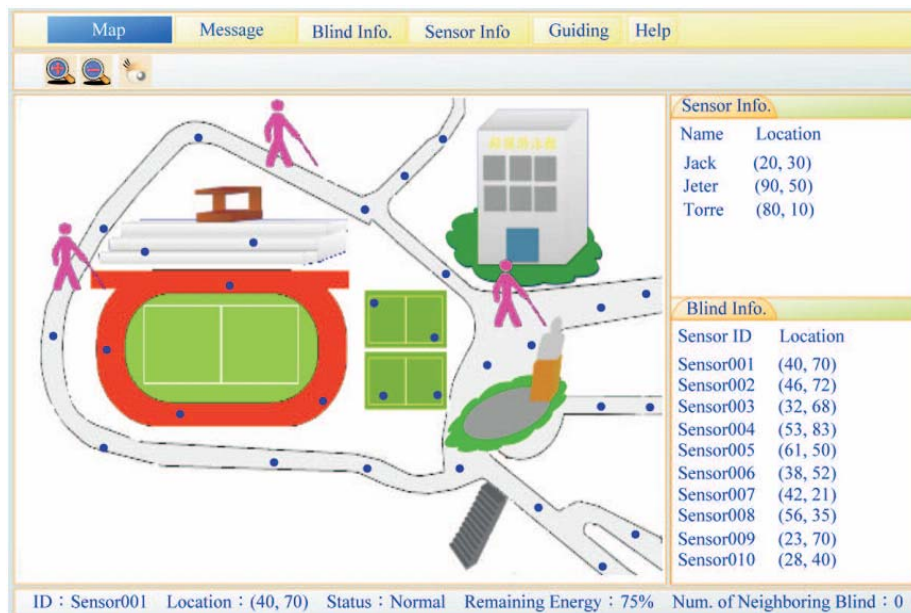 Map Message Blind Info. Sensor Info Guiding Help
Sensor Info.
Name Location
Jack (20, 30)
Jeter (90, 50)
Torre (80, 10)
Blind Info.
Sensor ID Location
Sensor001 (40, 70)
Sensor002 (46, 72)
Sensor003 (32, 68)
Sensor004 (53, 83)
Sensor005 (61, 50)
Sensor006 (38, 52)
Sensor007 (42, 21)
Sensor008 (56, 35)
Sensor009 (23, 70)
Sensor010 (28, 40)
ID：Sensor001 Location：(40, 70) Status：Normal Remaining Energy：75% Num. of Neighboring Blind：0